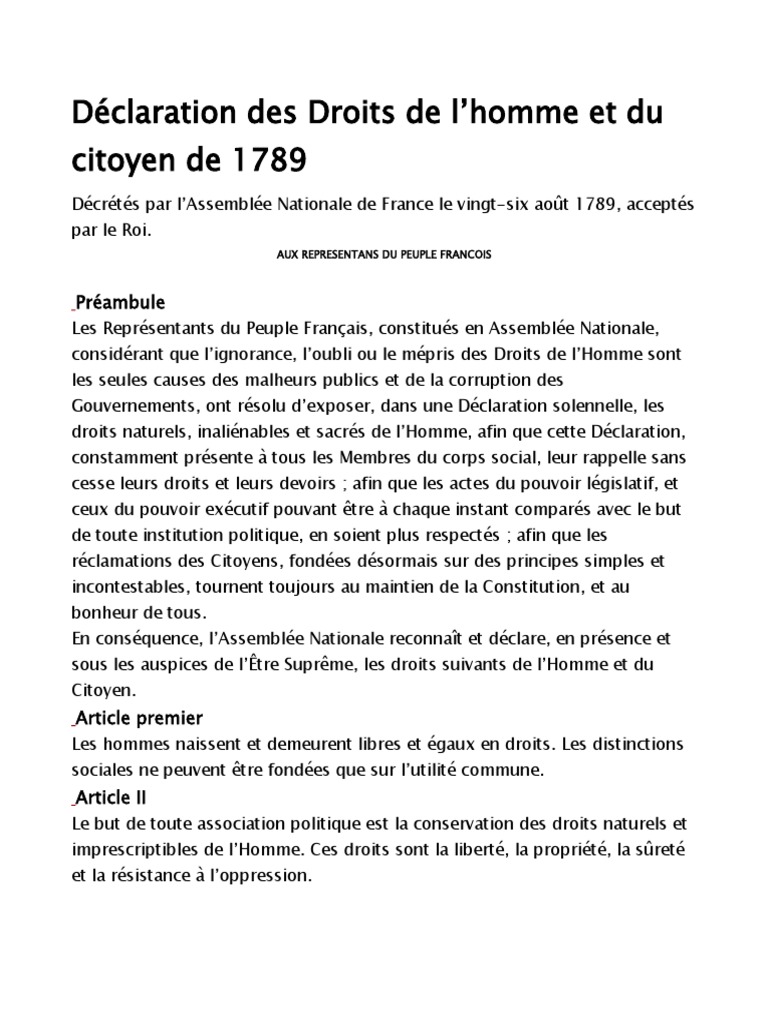 Déclaration des Droits de l’homme et du
citoyen de 1789
Décrétés par l’Assemblée Nationale de France le vingt-six août 1789, acceptés
par le Roi.
AUX REPRESENTANS DU PEUPLE FRANCOIS
Préambule
Les Représentants du Peuple Français, constitués en Assemblée Nationale,
considérant que l’ignorance, l’oubli ou le mépris des Droits de l’Homme sont
les seules causes des malheurs publics et de la corruption des
Gouvernements, ont résolu d’exposer, dans une Déclaration solennelle, les
droits naturels, inaliénables et sacrés de l’Homme, afin que cette Déclaration,
constamment présente à tous les Membres du corps social, leur rappelle sans
cesse leurs droits et leurs devoirs ; afin que les actes du pouvoir législatif, et
ceux du pouvoir exécutif pouvant être à chaque instant comparés avec le but
de toute institution politique, en soient plus respectés ; afin que les
réclamations des Citoyens, fondées désormais sur des principes simples et
incontestables, tournent toujours au maintien de la Constitution, et au
bonheur de tous.
En conséquence, l’Assemblée Nationale reconnaît et déclare, en présence et
sous les auspices de l’Être Suprême, les droits suivants de l’Homme et du
Citoyen.
Article premier
Les hommes naissent et demeurent libres et égaux en droits. Les distinctions
sociales ne peuvent être fondées que sur l’utilité commune.
Article II
Le but de toute association politique est la conservation des droits naturels et
imprescriptibles de l’Homme. Ces droits sont la liberté, la propriété, la sûreté
et la résistance à l’oppression.